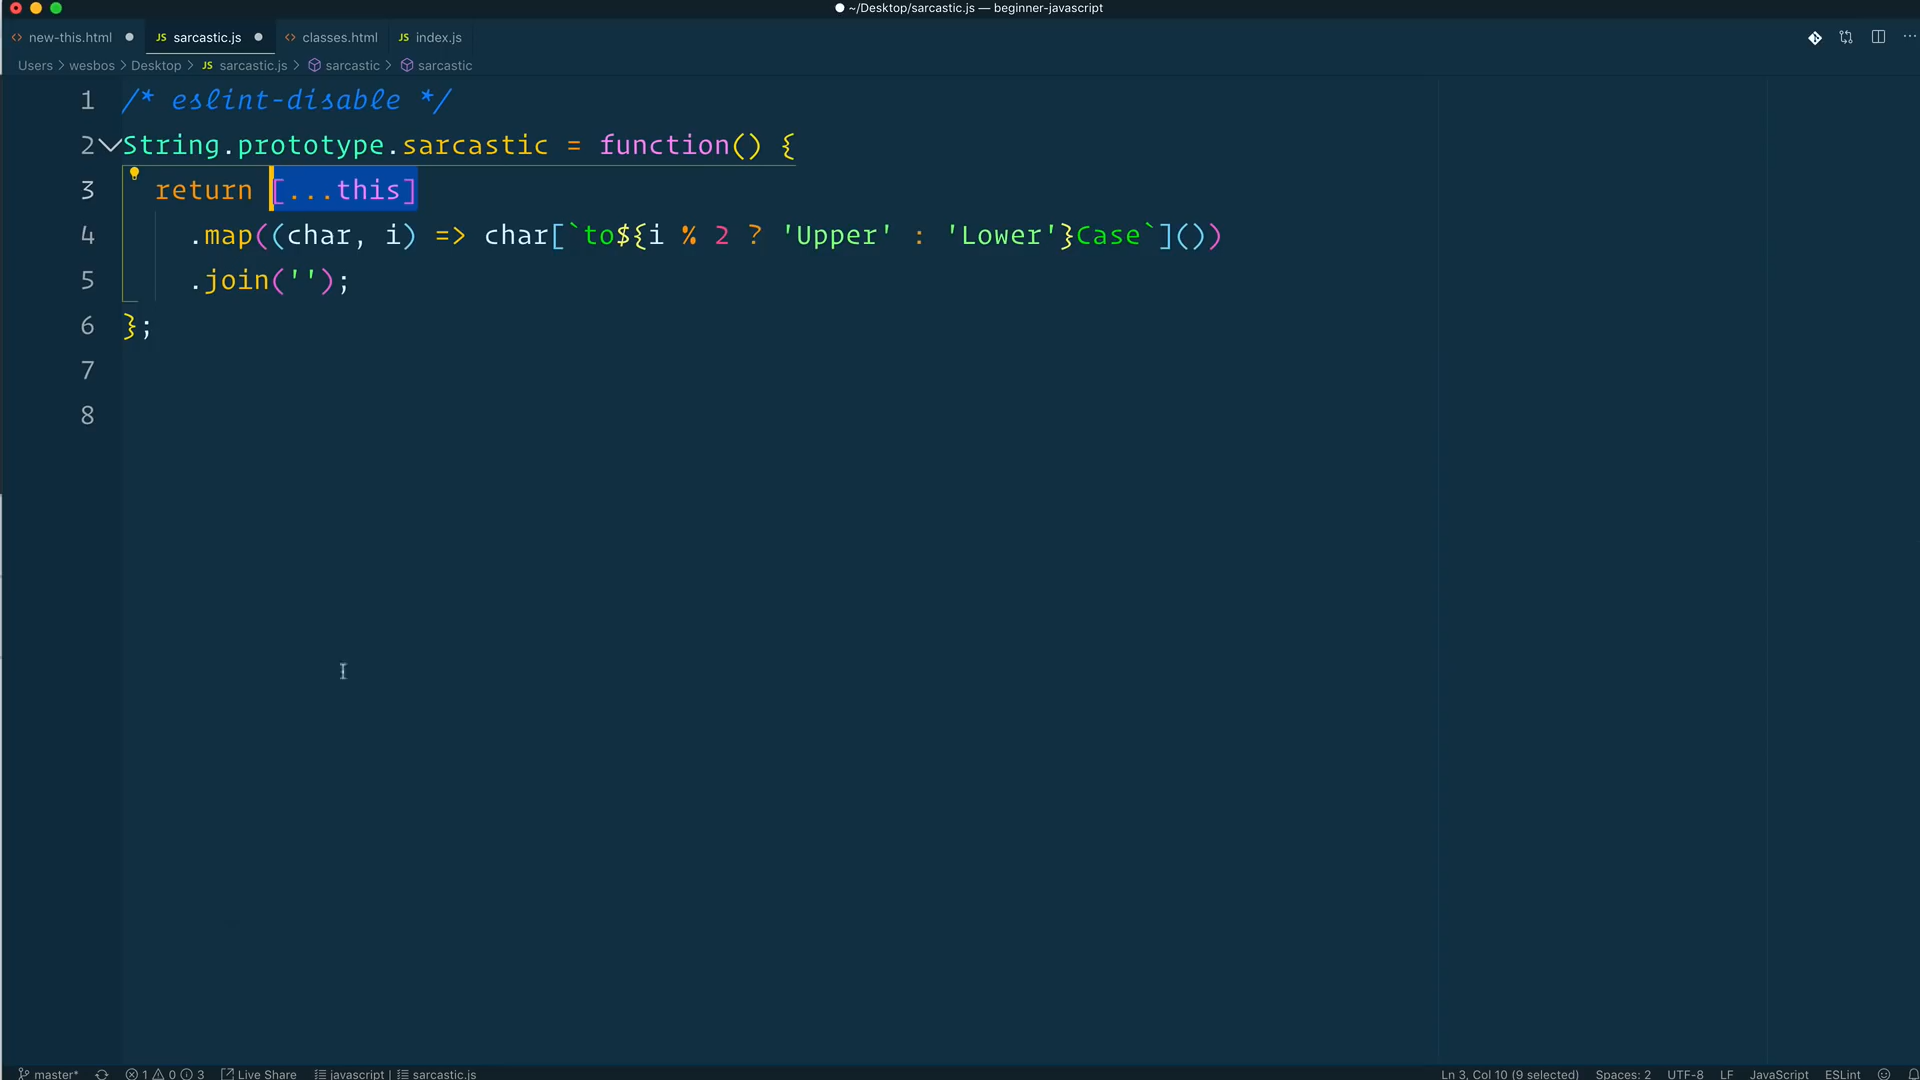 ~/Desktop/sarcastic.js — beginner-javascript
new-this.html JS sarcastic.js classes.html JS index.js
Users > wesbos > Desktop > JS sarcastic.js > sarcastic > sarcastic
1 /* eslint-disable */
2 String.prototype.sarcastic = function() {
3 return [...this]
4 .map((char, i) => char[`to${i % 2 ? 'Upper' : 'Lower'}Case`]())
5 .join('');
6 };
7
8
master* 1 0 3 Live Share javascript | sarcastic.js Ln 3, Col 10 (9 selected) Spaces: 2 UTF-8 LF JavaScript ESLint